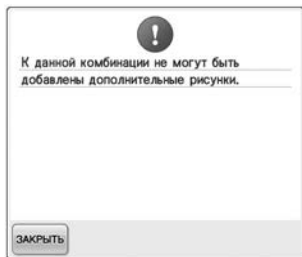 К данной комбинации не могут быть
добавлены дополнительные рисунки.
ЗАКРЫТЬ